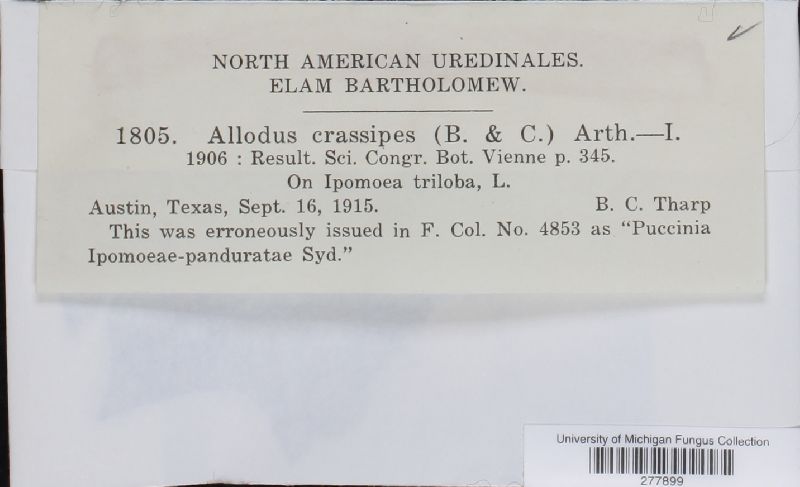 NORTH AMERICAN UREDINALES.
ELAM BARTHOLOMEW.
1805. Allodus crassipes (B. & C.) Arth.—I.
1906 : Result. Sci. Congr. Bot. Vienne p. 345.
On Ipomoea triloba, L.
Austin, Texas, Sept. 16, 1915. B. C. Tharp
This was erroneously issued in F. Col. No. 4853 as “Puccinia
Ipomoeae-panduratae Syd.”
University of Michigan Fungus Collection
277899